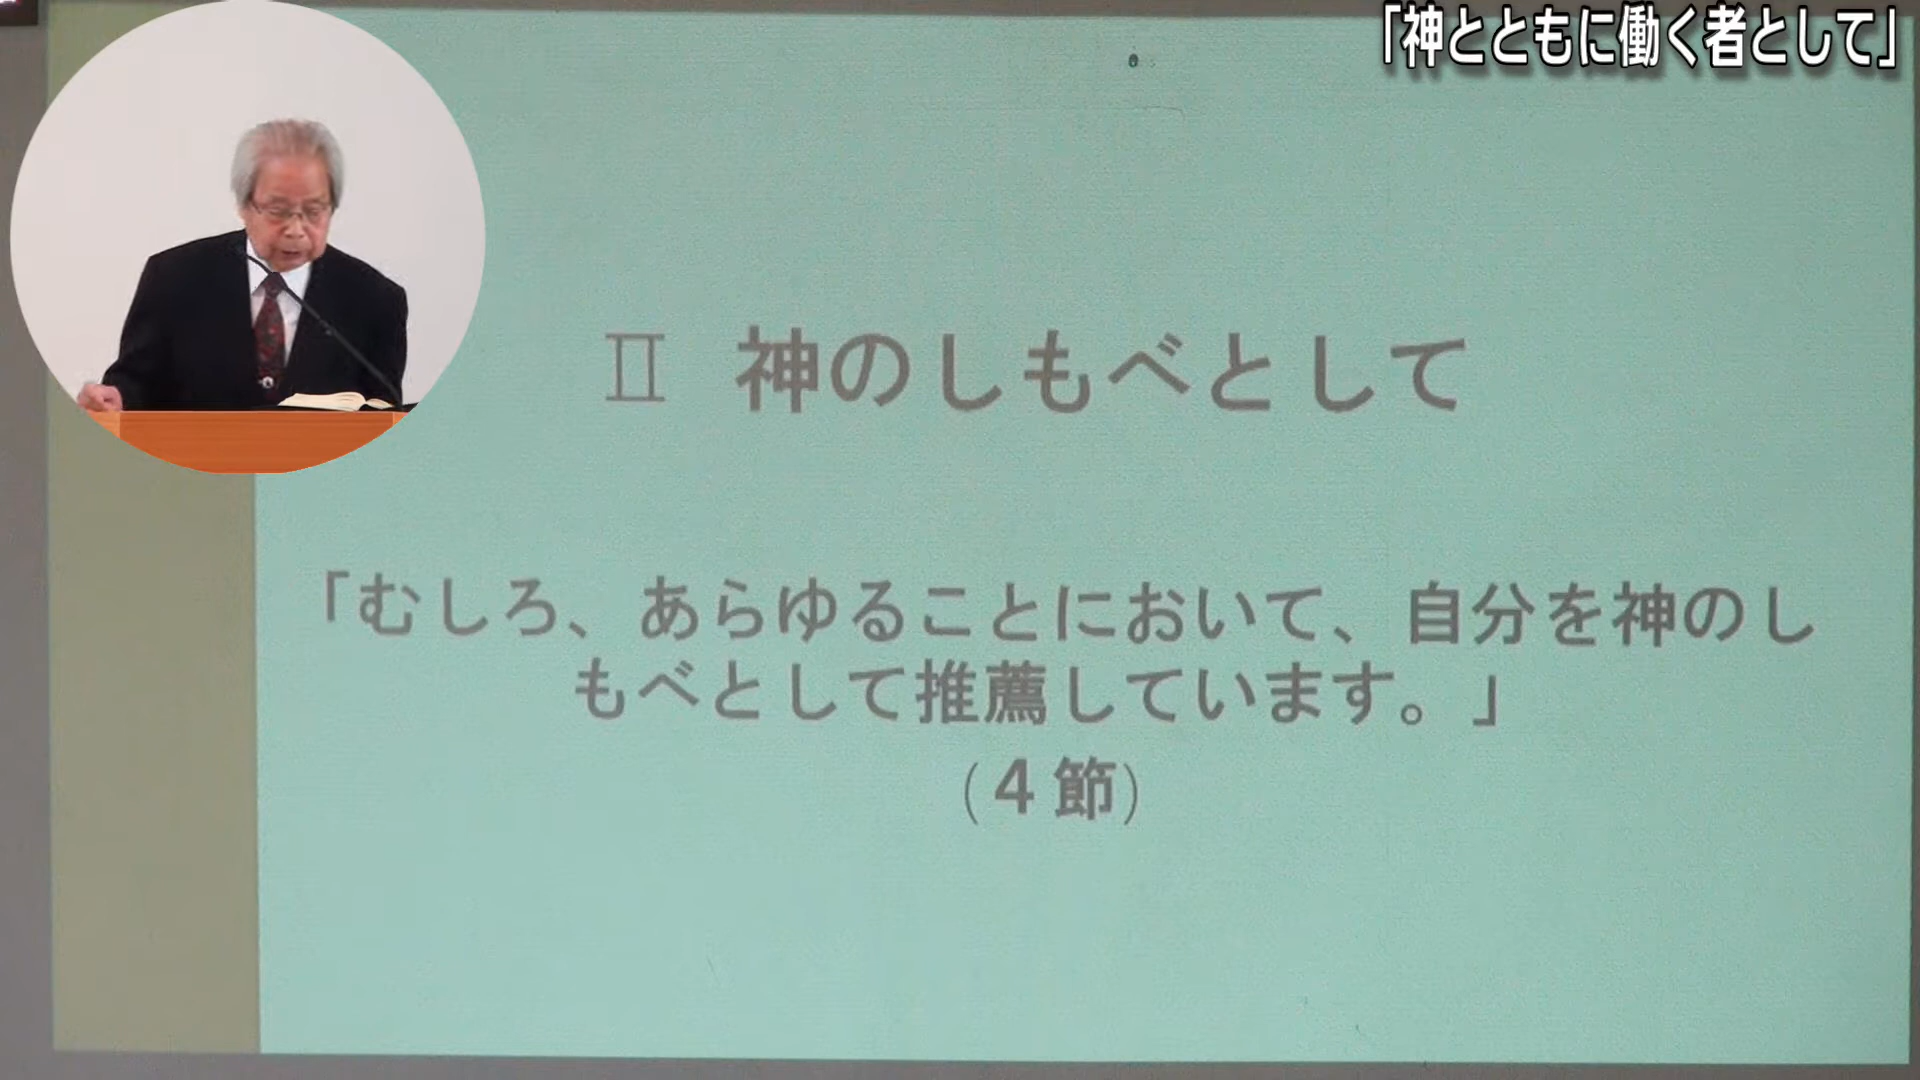 「神とともに働く者として」
Ⅱ 神のしもべとして
「むしろ、あらゆることにおいて、自分を神のし
もべとして推薦しています。」
(４節)